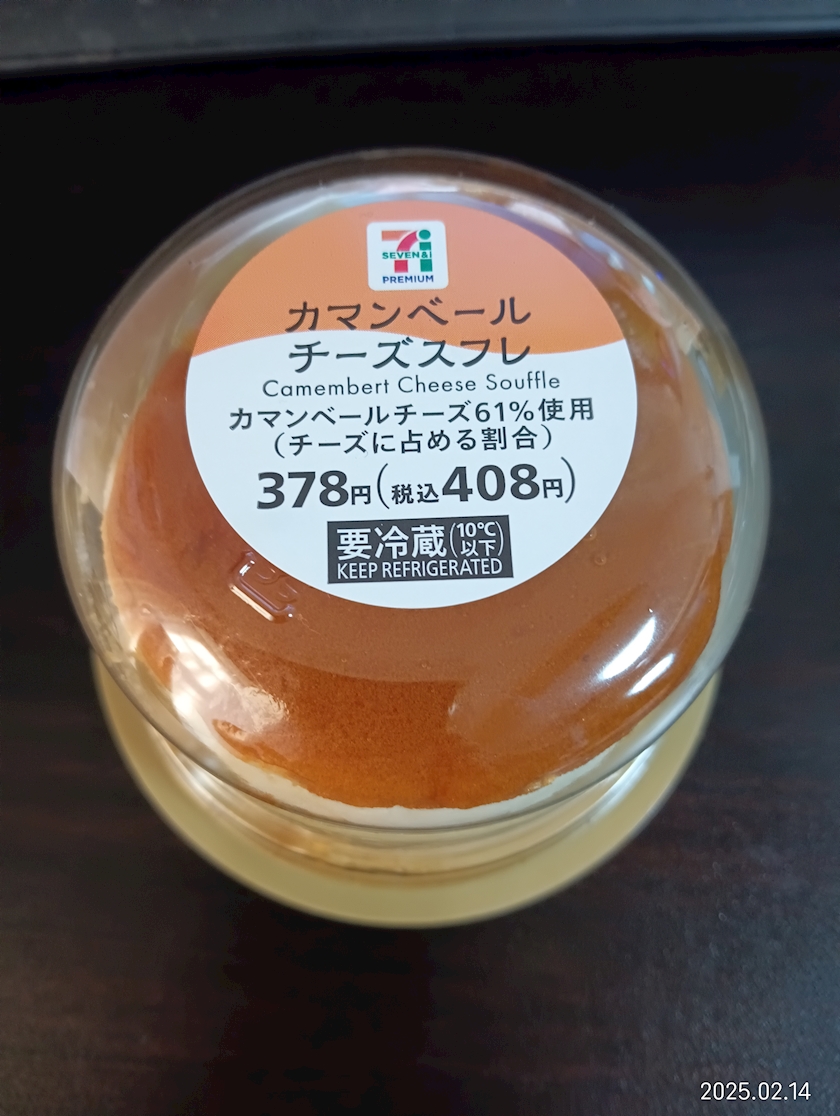 SEVEN&i
PREMIUM
カマンベール
チーズスフレ
Camembert Cheese Souffle
カマンベールチーズ61%使用
(チーズに占める割合)
378円(税込408円)
要冷蔵(10℃以下)
KEEP REFRIGERATED
2025.02.14